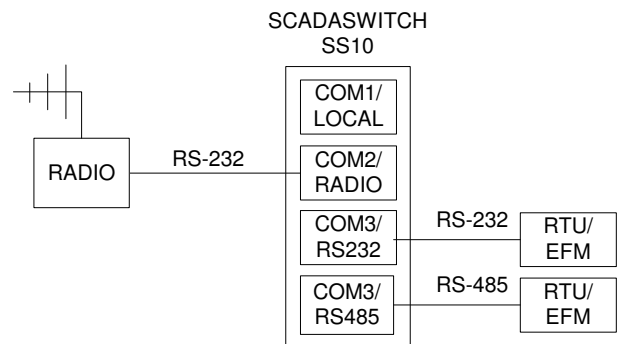 SCADASWITCH
SS10
COM1/
LOCAL
RADIO
RS-232
COM2/
RADIO
COM3/
RS232
RS-232
RTU/
EFM
COM3/
RS485
RS-485
RTU/
EFM